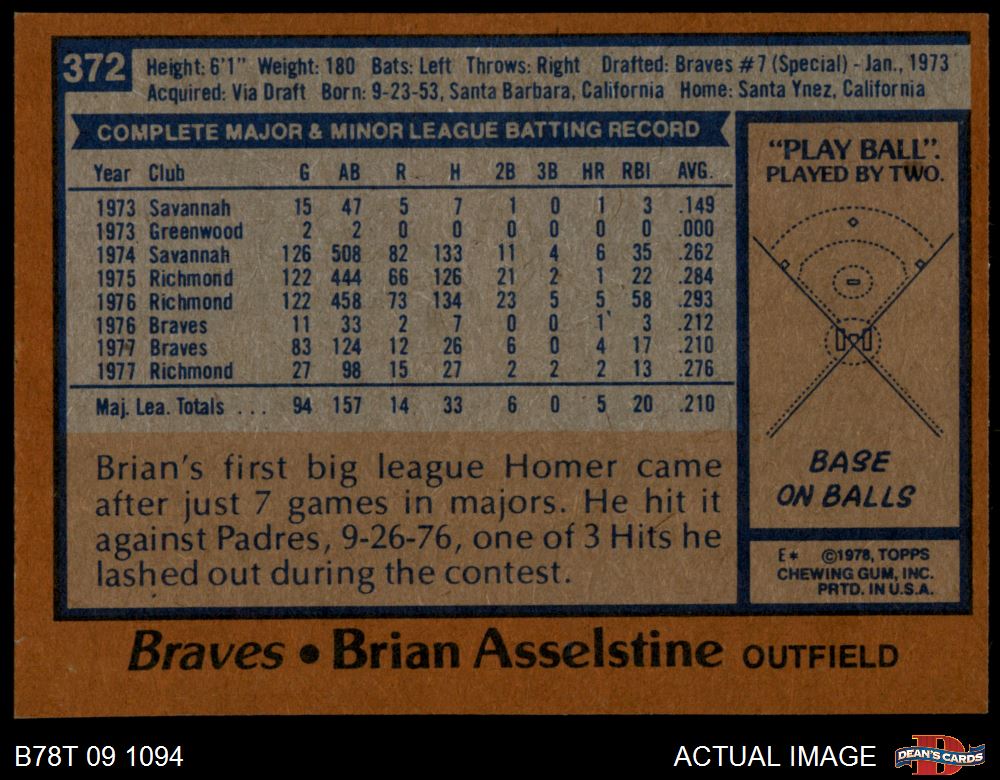 372
Height: 6'1" Weight: 180 Bats: Left Throws: Right Drafted: Braves #7 (Special) - Jan., 1973
Acquired: Via Draft Born: 9-23-53, Santa Barbara, California Home: Santa Ynez, California
COMPLETE MAJOR & MINOR LEAGUE BATTING RECORD
Year Club G AB R H 2B 3B HR RBI AVG.
1973 Savannah 15 47 5 7 1 0 1 3 .149
1973 Greenwood 2 2 0 0 0 0 0 0 .000
1974 Savannah 126 508 82 133 11 4 6 35 .262
1975 Richmond 122 444 66 126 21 2 1 22 .284
1976 Richmond 122 458 73 134 23 5 5 58 .293
1976 Braves 11 33 2 7 0 0 1 3 .212
1977 Braves 83 124 12 26 6 0 4 17 .210
1977 Richmond 27 98 15 27 2 2 2 13 .276
Maj. Lea. Totals ... 94 157 14 33 6 0 5 20 .210
Brian's first big league Homer came
after just 7 games in majors. He hit it
against Padres, 9-26-76, one of 3 Hits he
lashed out during the contest.
"PLAY BALL".
PLAYED BY TWO.
BASE
ON BALLS
E* ©1978, TOPPS
CHEWING GUM, INC.
PRTD. IN U.S.A.
Braves • Brian Asselstine OUTFIELD
B78T 09 1094
ACTUAL IMAGE
DEAN'S CARDS